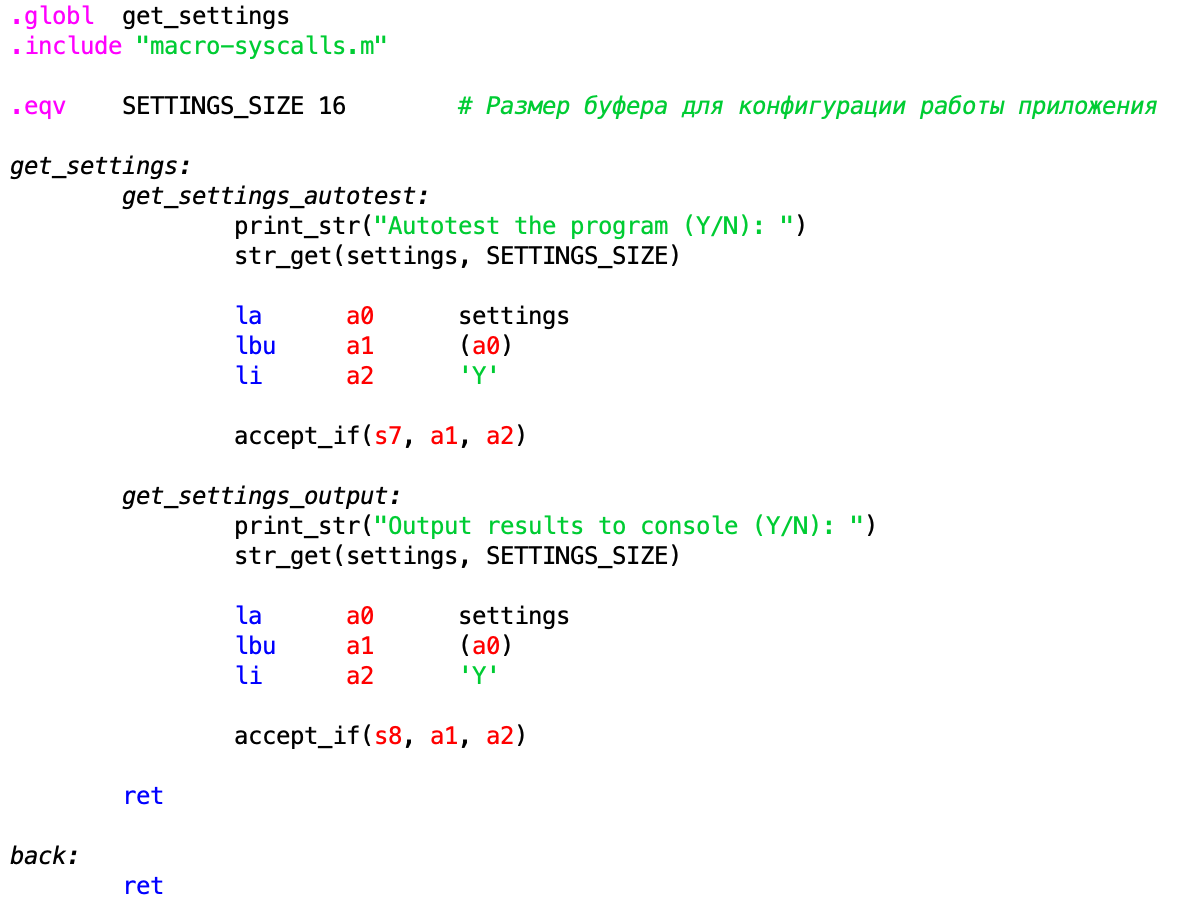 .globl get_settings
.include "macro-syscalls.m"
.eqv SETTINGS_SIZE 16 # Размер буфера для конфигурации работы приложения
get_settings:
get_settings_autotest:
print_str("Autotest the program (Y/N): ")
str_get(settings, SETTINGS_SIZE)
la a0 settings
lbu a1 (a0)
li a2 'Y'
accept_if(s7, a1, a2)
get_settings_output:
print_str("Output results to console (Y/N): ")
str_get(settings, SETTINGS_SIZE)
la a0 settings
lbu a1 (a0)
li a2 'Y'
accept_if(s8, a1, a2)
ret
back:
ret